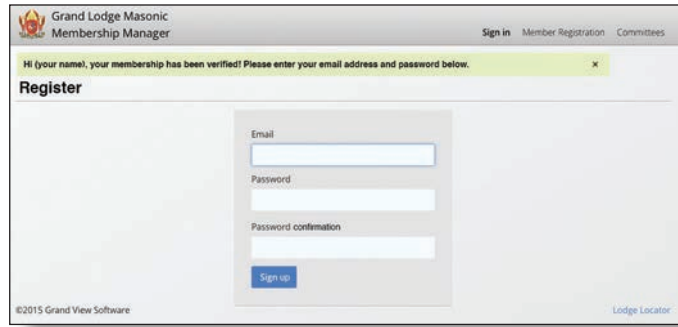 Grand Lodge Masonic
Membership Manager
Sign in Member Registration Committees
Hi (your name), your membership has been verified! Please enter your email address and password below. ×
Register
Email
Password
Password confirmation
Sign up
©2015 Grand View Software Lodge Locator